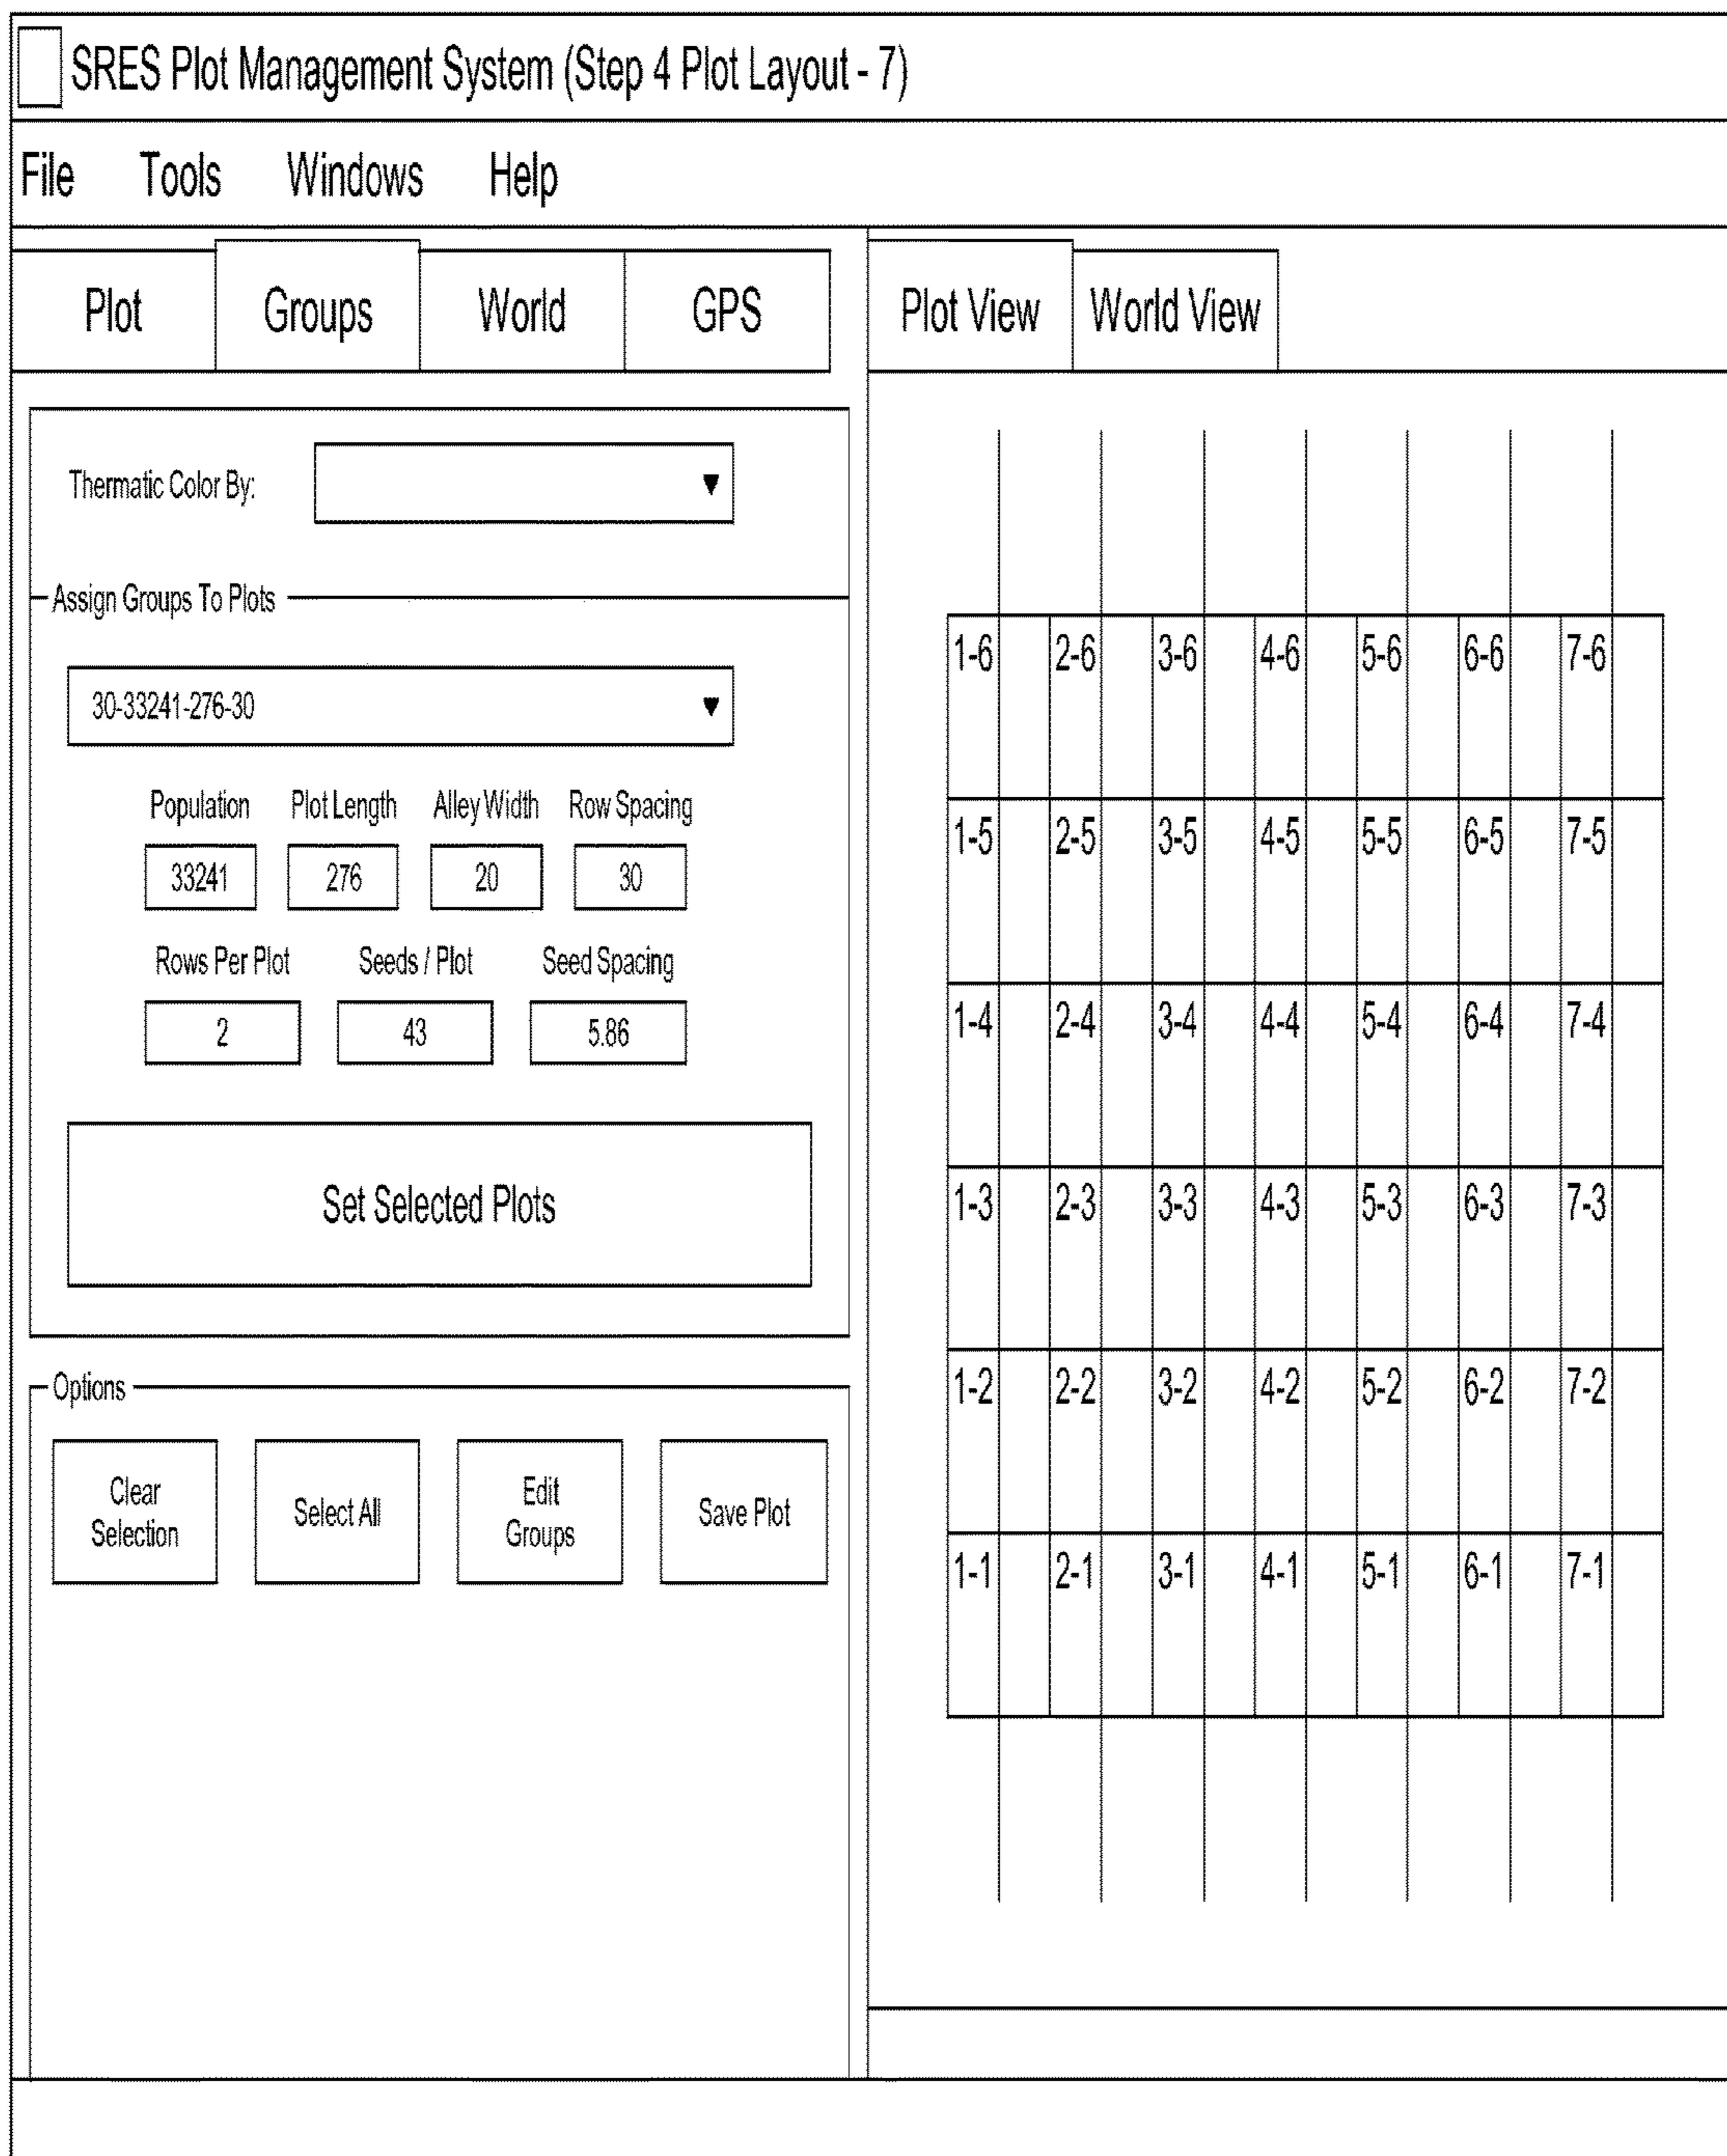 SRES Plot Management System (Step 4 Plot Layout - 7)
File Tools Windows Help
Plot Groups World GPS
Plot View World View
Thermatic Color By: ▼
Assign Groups To Plots
30-33241-276-30 ▼
Population Plot Length Alley Width Row Spacing
33241 276 20 30
Rows Per Plot Seeds / Plot Seed Spacing
2 43 5.86
Set Selected Plots
Options
Clear
Selection
Select All
Edit
Groups
Save Plot
1-6 2-6 3-6 4-6 5-6 6-6 7-6
1-5 2-5 3-5 4-5 5-5 6-5 7-5
1-4 2-4 3-4 4-4 5-4 6-4 7-4
1-3 2-3 3-3 4-3 5-3 6-3 7-3
1-2 2-2 3-2 4-2 5-2 6-2 7-2
1-1 2-1 3-1 4-1 5-1 6-1 7-1